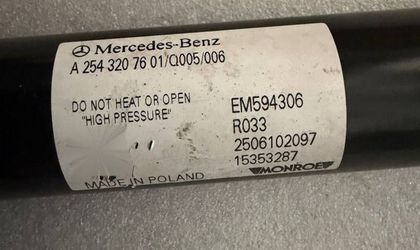 Mercedes-Benz
A 254 320 76 01/Q005/006
DO NOT HEAT OR OPEN
"HIGH PRESSURE"
EM594306
R033
2506102097
15353287
MADE IN POLAND
MONROE